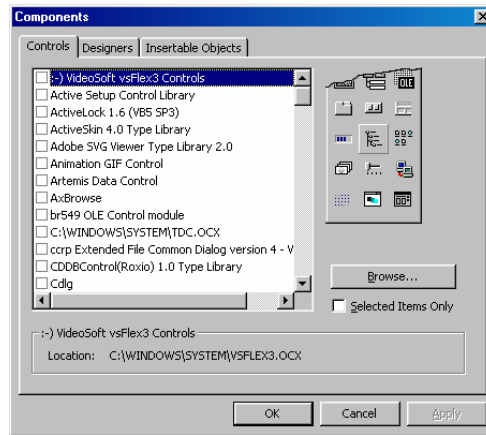 Components
Controls Designers Insertable Objects
:-) VideoSoft vsFlex3 Controls
Active Setup Control Library
ActiveLock 1.6 (VB5 SP3)
ActiveSkin 4.0 Type Library
Adobe SVG Viewer Type Library 2.0
Animation GIF Control
Artemis Data Control
AxBrowse
br549 OLE Control module
C:\WINDOWS\SYSTEM\TDC.OCX
ccrp Extended File Common Dialog version 4 - V
CDDBControl(Roxio) 1.0 Type Library
Cdlg
OLE
Browse...
Selected Items Only
:-) VideoSoft vsFlex3 Controls
Location: C:\WINDOWS\SYSTEM\VSFLEX3.OCX
OK Cancel Apply